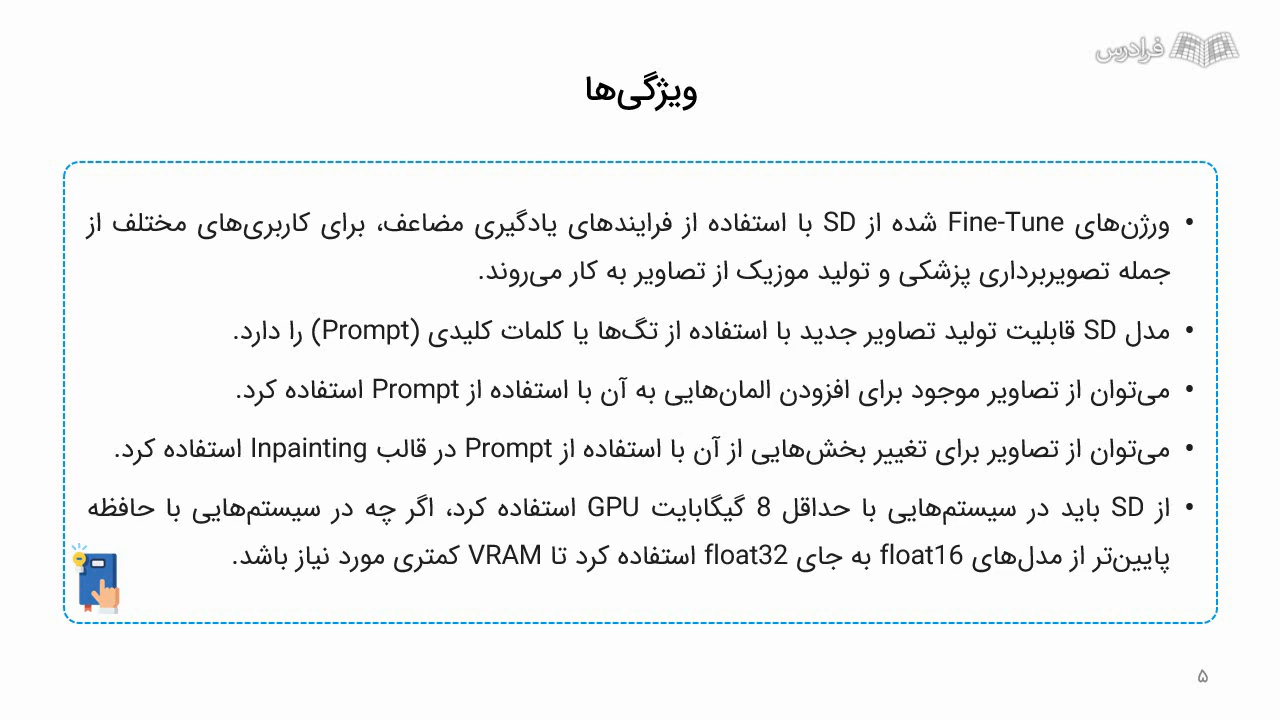 فرادرس
ویژگی‌ها
• ورژن‌های Fine-Tune شده از SD با استفاده از فرایندهای یادگیری مضاعف، برای کاربری‌های مختلف از
جمله تصویربرداری پزشکی و تولید موزیک از تصاویر به کار می‌روند.
• مدل SD قابلیت تولید تصاویر جدید با استفاده از تگ‌ها یا کلمات کلیدی (Prompt) را دارد.
• می‌توان از تصاویر موجود برای افزودن المان‌هایی به آن با استفاده از Prompt استفاده کرد.
• می‌توان از تصاویر برای تغییر بخش‌هایی از آن با استفاده از Prompt در قالب Inpainting استفاده کرد.
• از SD باید در سیستم‌هایی با حداقل 8 گیگابایت GPU استفاده کرد، اگر چه در سیستم‌هایی با حافظه
پایین‌تر از مدل‌های float16 به جای float32 استفاده کرد تا VRAM کمتری مورد نیاز باشد.
۵